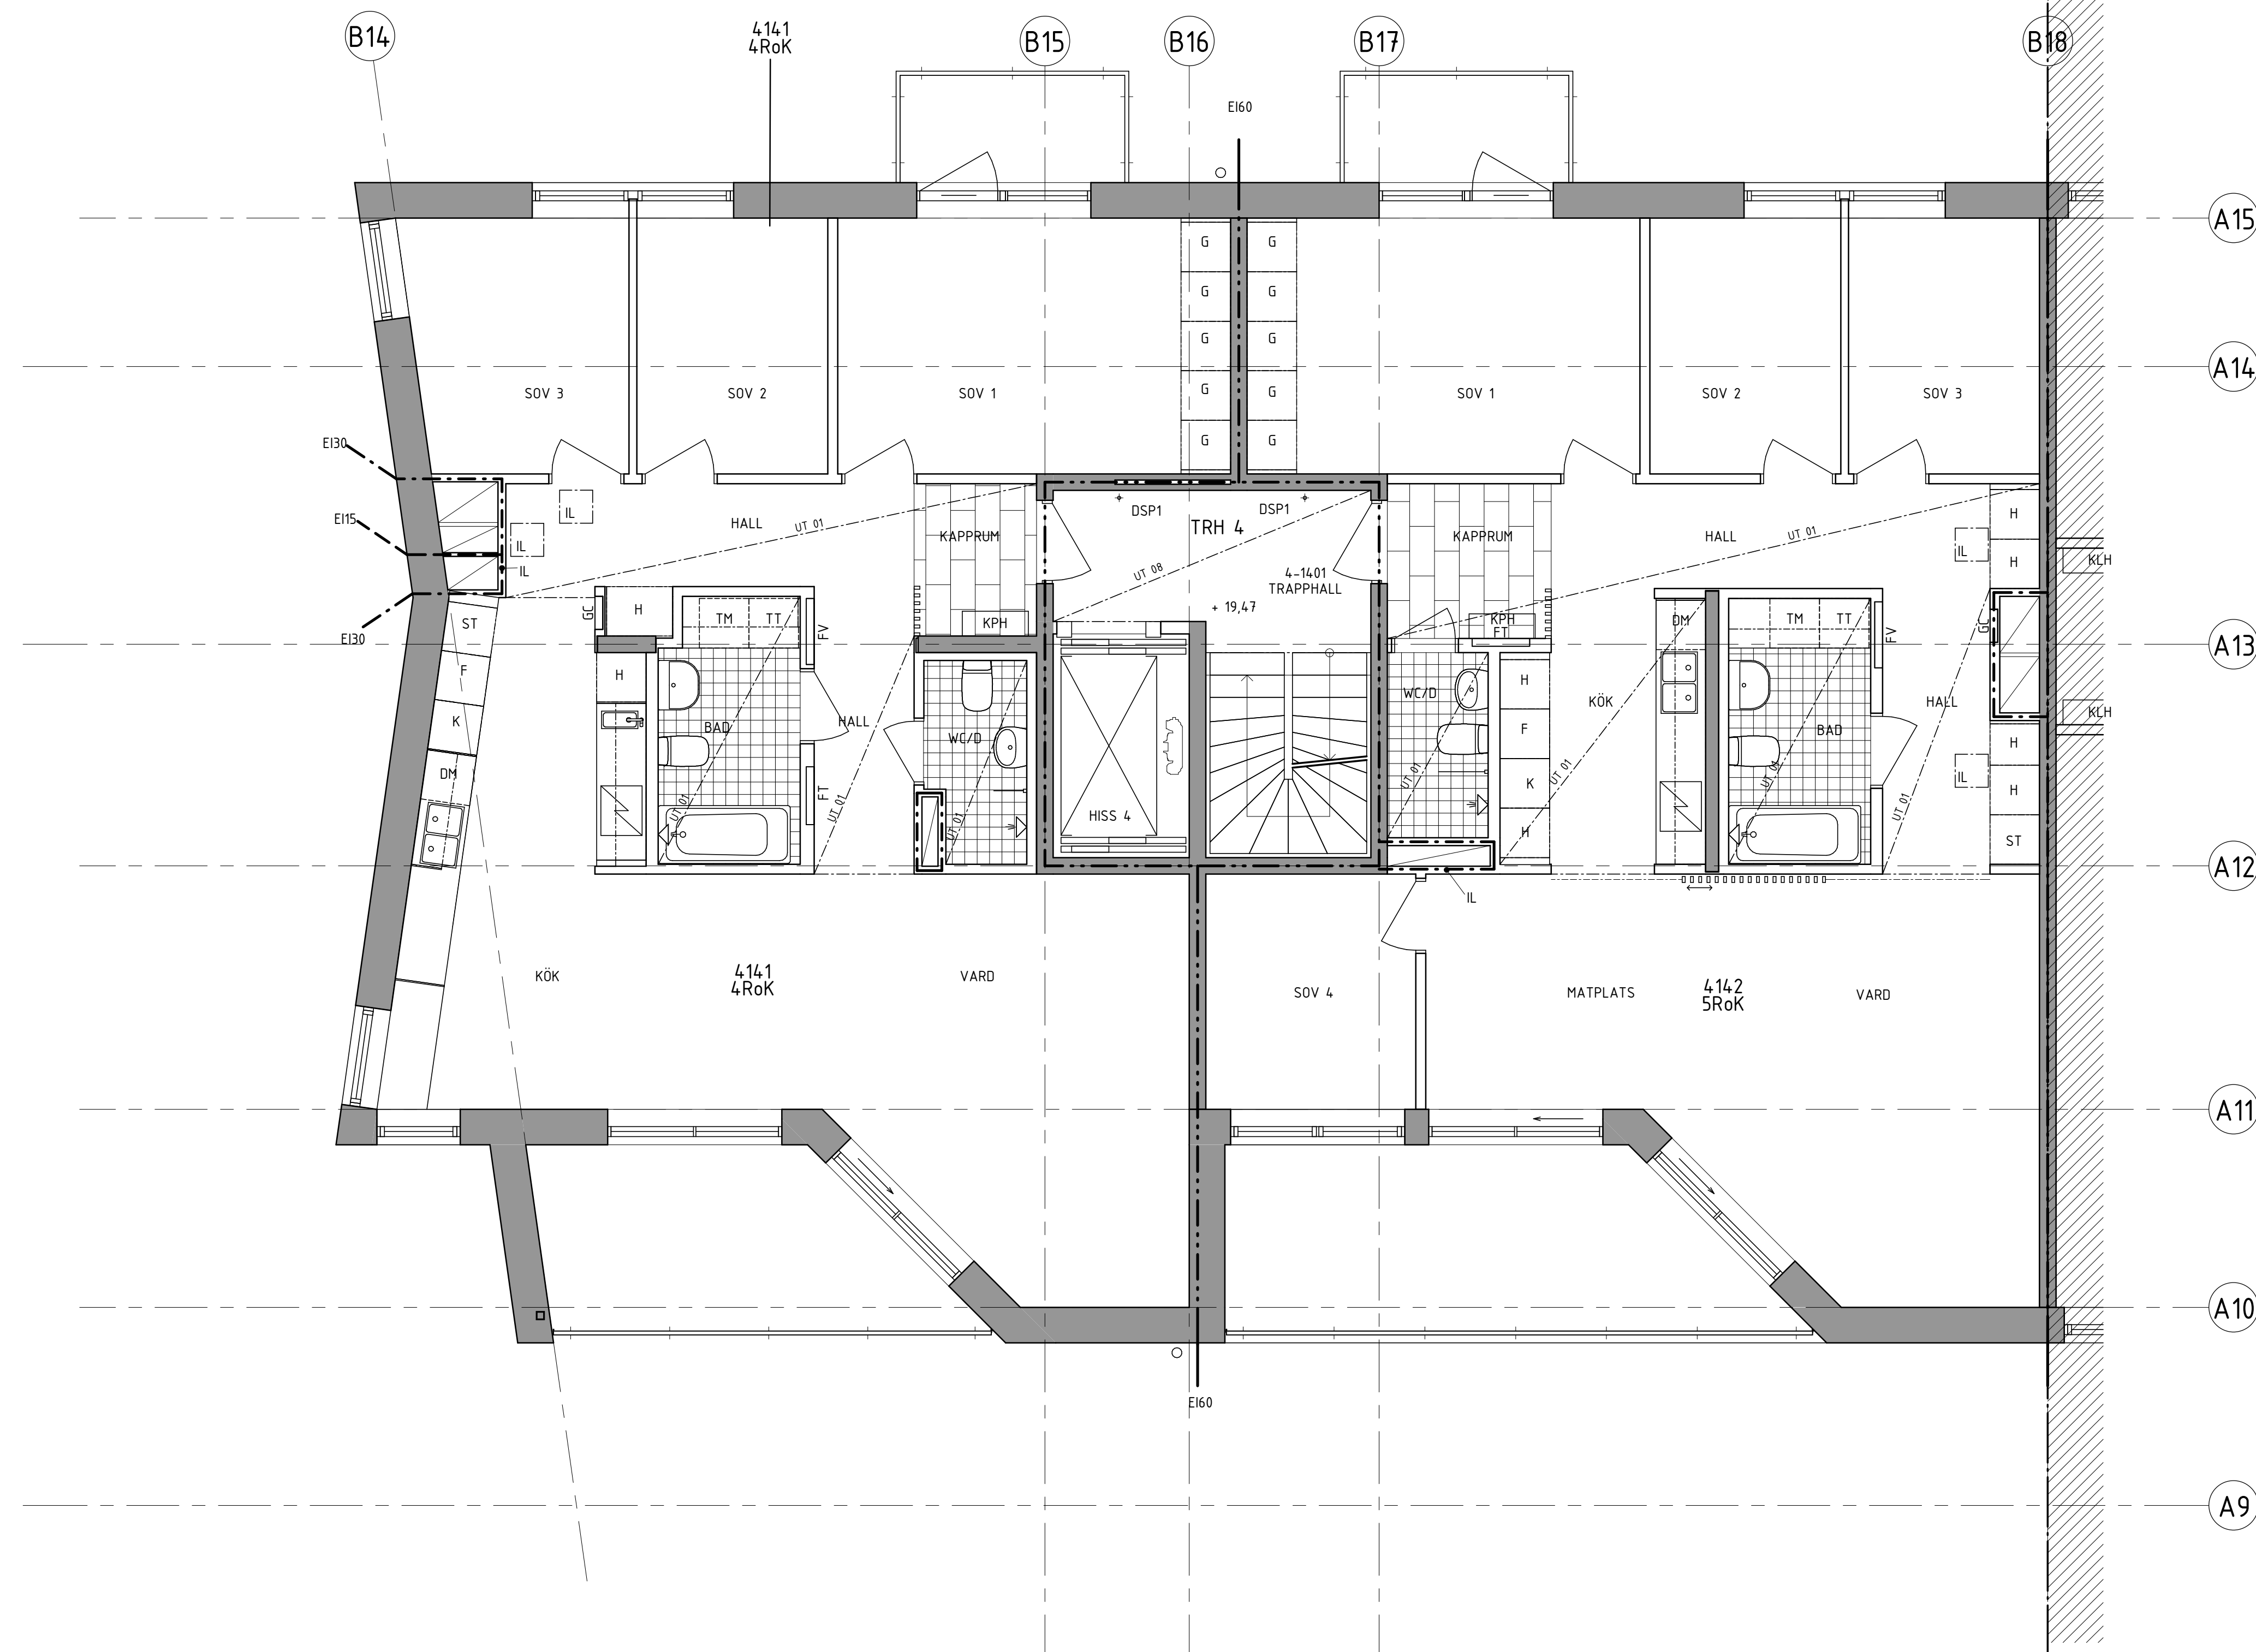 B14
4141
4RoK
B15
B16
B17
B18
EI60
A15
G
G
G
G
G
G
G
G
G
G
A14
SOV 3
SOV 2
SOV 1
SOV 1
SOV 2
SOV 3
EI30
EI15
EI30
IL
IL
IL
HALL
UT 01
KAPPRUM
DSP1
DSP1
TRH 4
UT 08
4-1401
TRAPPHALL
+ 19,47
KAPPRUM
HALL
UT 01
IL
H
H
KLH
GC
H
TM
TT
FV
KPH
KPH
FT
DM
TM
TT
FV
GC
A13
ST
F
K
DM
H
BAD
UT 01
HALL
FT
UT 01
WC/D
UT 01
HISS 4
WC/D
UT 01
H
F
K
H
KÖK
UT 01
BAD
UT 01
HALL
UT 01
IL
H
H
ST
KLH
A12
IL
KÖK
4141
4RoK
VARD
SOV 4
MATPLATS
4142
5RoK
VARD
A11
A10
EI60
A9